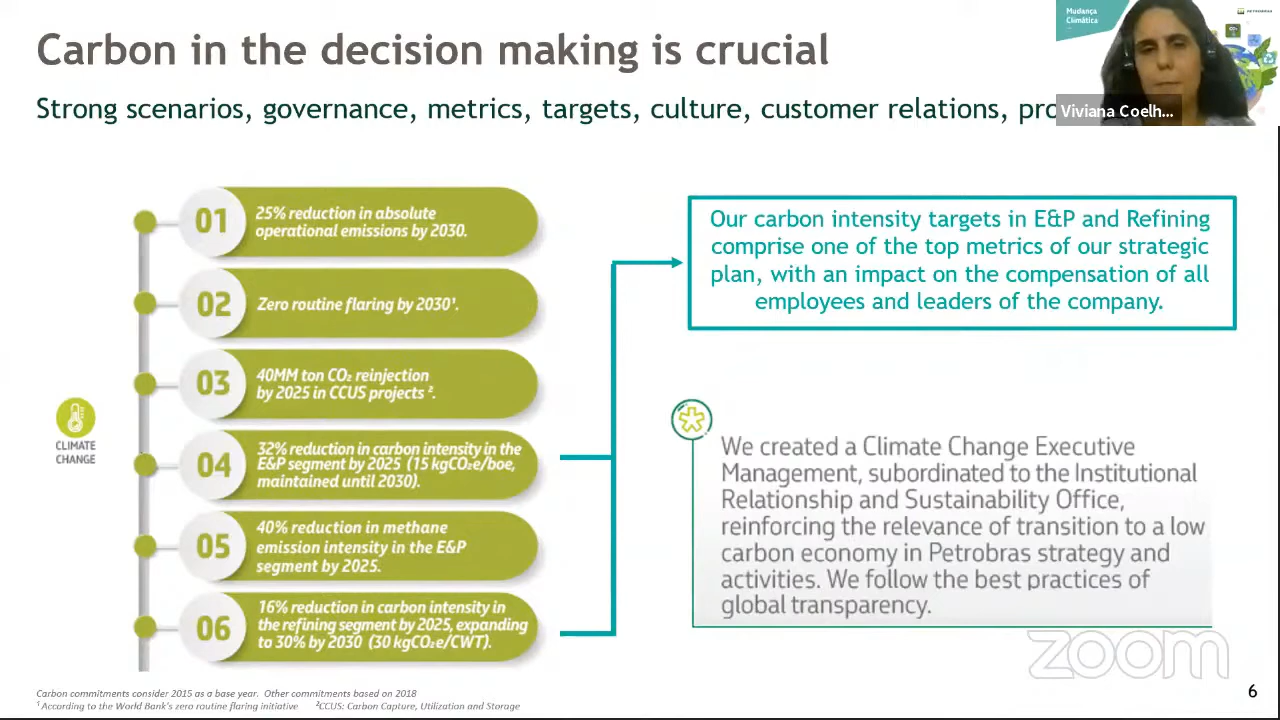 Carbon in the decision making is crucial
Strong scenarios, governance, metrics, targets, culture, customer relations, pro
Mudança
Climática
PETROBRAS
Viviana Coelh...
01
25% reduction in absolute
operational emissions by 2030.
02
Zero routine flaring by 2030¹.
03
40MM ton CO₂ reinjection
by 2025 in CCUS projects ².
04
32% reduction in carbon intensity in the
E&P segment by 2025 (15 kgCO₂e/boe,
maintained until 2030).
05
40% reduction in methane
emission intensity in the E&P
segment by 2025.
06
16% reduction in carbon intensity in
the refining segment by 2025, expanding
to 30% by 2030 (30 kgCO₂e/CWT).
CLIMATE
CHANGE
Our carbon intensity targets in E&P and Refining
comprise one of the top metrics of our strategic
plan, with an impact on the compensation of all
employees and leaders of the company.
We created a Climate Change Executive
Management, subordinated to the Institutional
Relationship and Sustainability Office,
reinforcing the relevance of transition to a low
carbon economy in Petrobras strategy and
activities. We follow the best practices of
global transparency.
zoom
Carbon commitments consider 2015 as a base year. Other commitments based on 2018
¹ According to the World Bank's zero routine flaring initiative ²CCUS: Carbon Capture, Utilization and Storage
6